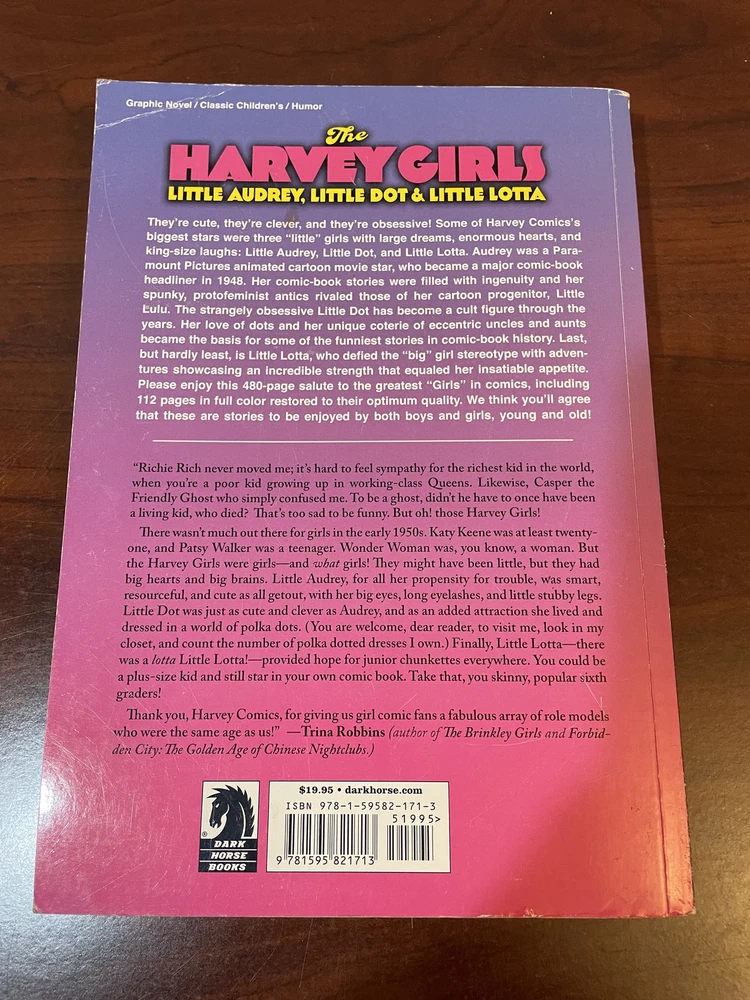 Graphic Novel / Classic Children's / Humor
The
HARVEY GIRLS
LITTLE AUDREY, LITTLE DOT & LITTLE LOTTA
They're cute, they're clever, and they're obsessive! Some of Harvey Comics's
biggest stars were three “little” girls with large dreams, enormous hearts, and
king-size laughs: Little Audrey, Little Dot, and Little Lotta. Audrey was a Para-
mount Pictures animated cartoon movie star, who became a major comic-book
headliner in 1948. Her comic-book stories were filled with ingenuity and her
spunky, protofeminist antics rivaled those of her cartoon progenitor, Little
Lulu. The strangely obsessive Little Dot has become a cult figure through the
years. Her love of dots and her unique coterie of eccentric uncles and aunts
became the basis for some of the funniest stories in comic-book history. Last,
but hardly least, is Little Lotta, who defied the “big” girl stereotype with adven-
tures showcasing an incredible strength that equaled her insatiable appetite.
Please enjoy this 480-page salute to the greatest “Girls” in comics, including
112 pages in full color restored to their optimum quality. We think you'll agree
that these are stories to be enjoyed by both boys and girls, young and old!
“Richie Rich never moved me; it's hard to feel sympathy for the richest kid in the world,
when you're a poor kid growing up in working-class Queens. Likewise, Casper the
Friendly Ghost who simply confused me. To be a ghost, didn't he have to once have been
a living kid, who died? That's too sad to be funny. But oh! those Harvey Girls!
There wasn't much out there for girls in the early 1950s. Katy Keene was at least twenty-
one, and Patsy Walker was a teenager. Wonder Woman was, you know, a woman. But
the Harvey Girls were girls—and what girls! They might have been little, but they had
big hearts and big brains. Little Audrey, for all her propensity for trouble, was smart,
resourceful, and cute as all getout, with her big eyes, long eyelashes, and little stubby legs.
Little Dot was just as cute and clever as Audrey, and as an added attraction she lived and
dressed in a world of polka dots. (You are welcome, dear reader, to visit me, look in my
closet, and count the number of polka dotted dresses I own.) Finally, Little Lotta—there
was a lotta Little Lotta!—provided hope for junior chunkettes everywhere. You could be
a plus-size kid and still star in your own comic book. Take that, you skinny, popular sixth
graders!
Thank you, Harvey Comics, for giving us girl comic fans a fabulous array of role models
who were the same age as us!” —Trina Robbins (author of The Brinkley Girls and Forbid-
den City: The Golden Age of Chinese Nightclubs.)
®
DARK
HORSE
BOOKS
$19.95 • darkhorse.com
ISBN 978-1-59582-171-3
51995>
9 781595 821713